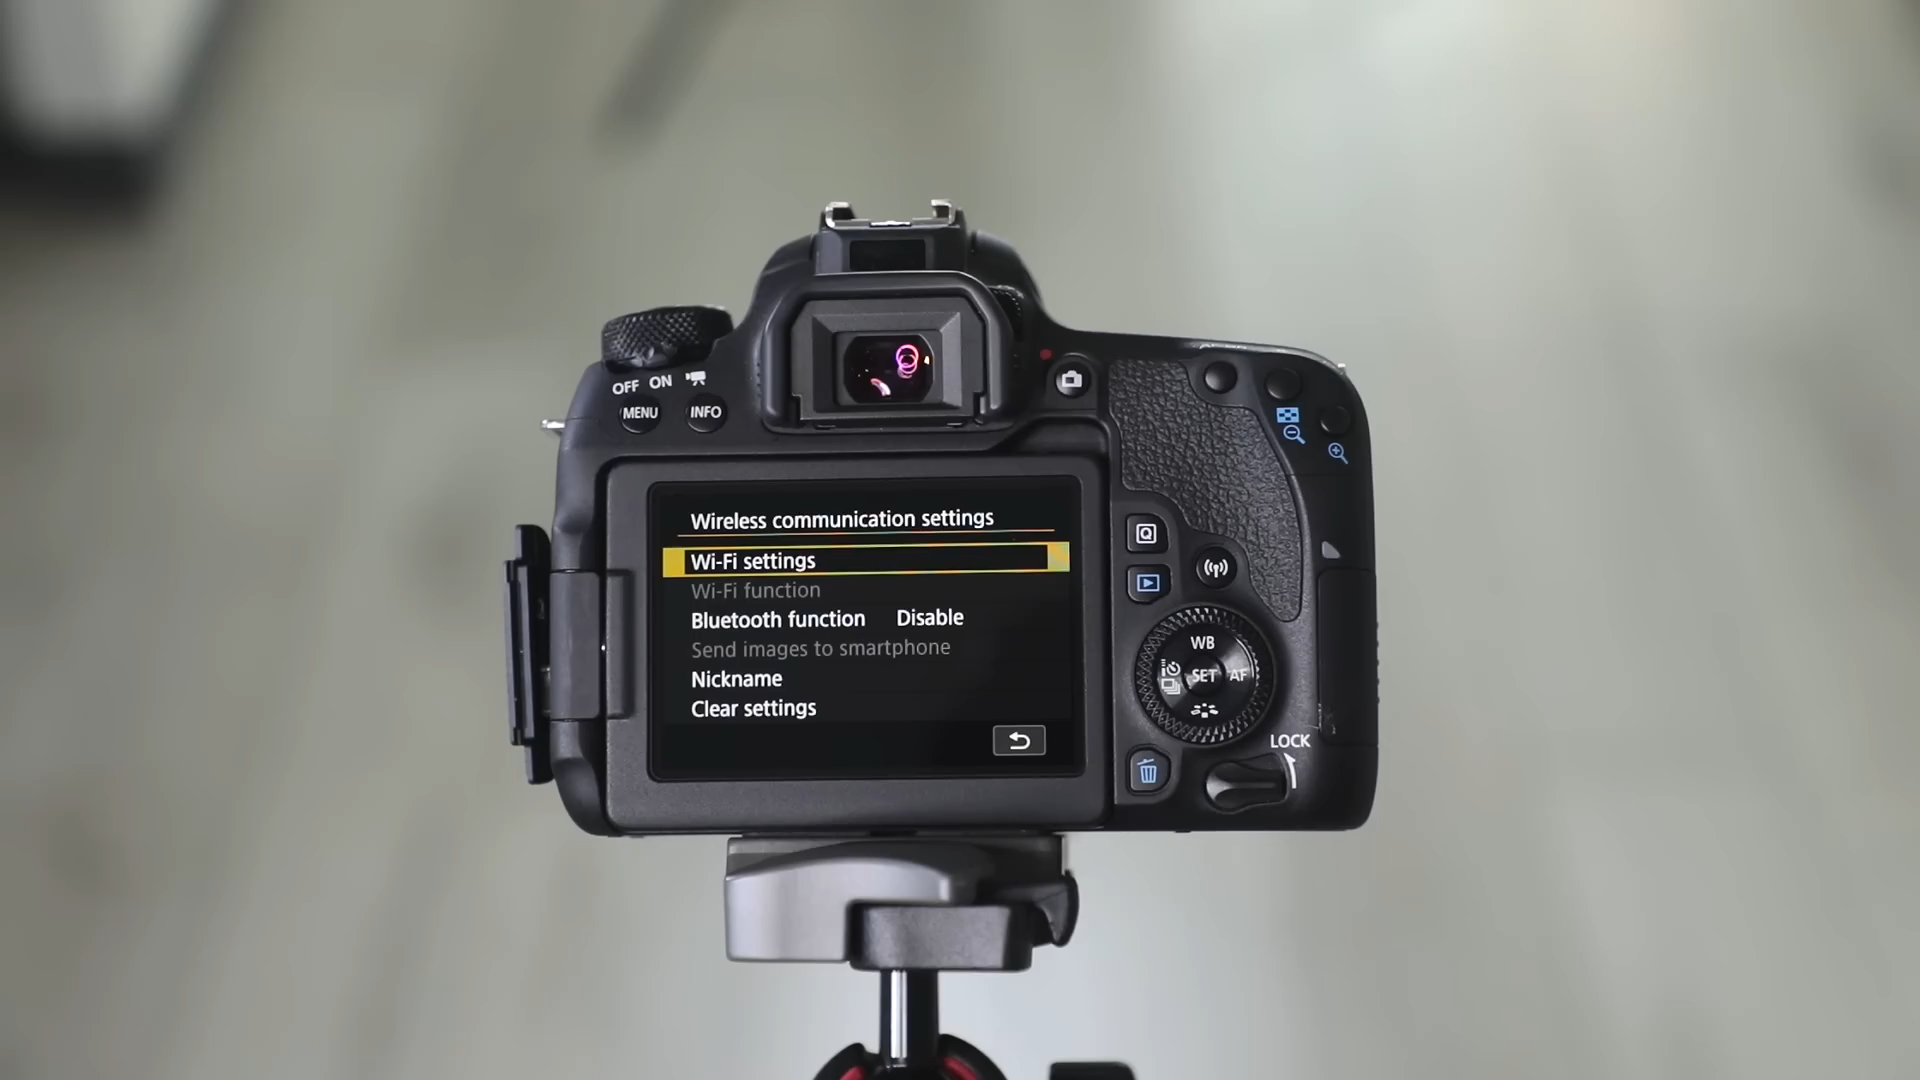 OFF ON
MENU INFO
Wireless communication settings
Wi-Fi settings
Wi-Fi function
Bluetooth function Disable
Send images to smartphone
Nickname
Clear settings
Q
WB
SET AF
LOCK